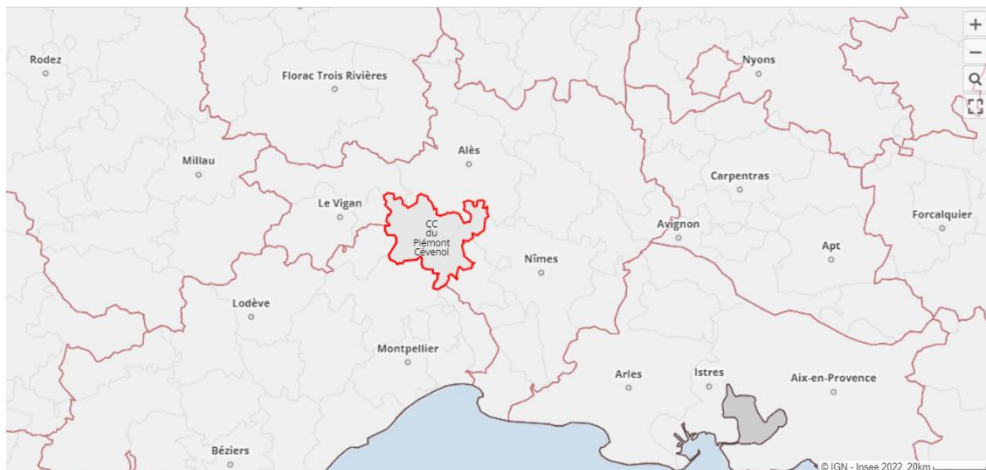 Rodez
Florac Trois Rivières
Nyons
+
−
Millau
Alès
Carpentras
Le Vigan
CC
du
Piémont
Cévenol
Avignon
Forcalquier
Apt
Nîmes
Lodève
Montpellier
Arles
Istres
Aix-en-Provence
Béziers
© IGN - Insee 2022 20km